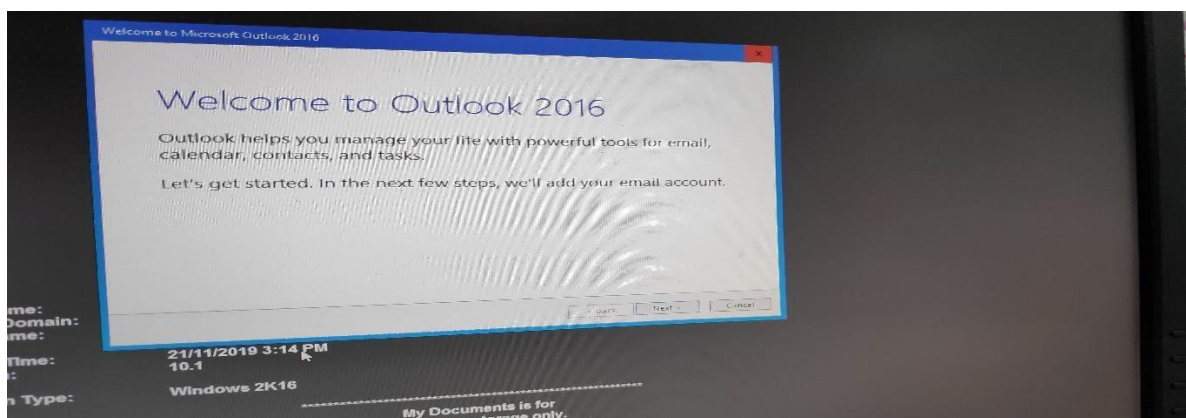 Welcome to Microsoft Outlook 2016
Welcome to Outlook 2016
Outlook helps you manage your life with powerful tools for email,
calendar, contacts, and tasks.
Let's get started. In the next few steps, we'll add your email account.
< Back Next > Cancel
me:
Domain:
me:
Time: 21/11/2019 3:14 PM
: 10.1
n Type: Windows 2K16
My Documents is for
only.